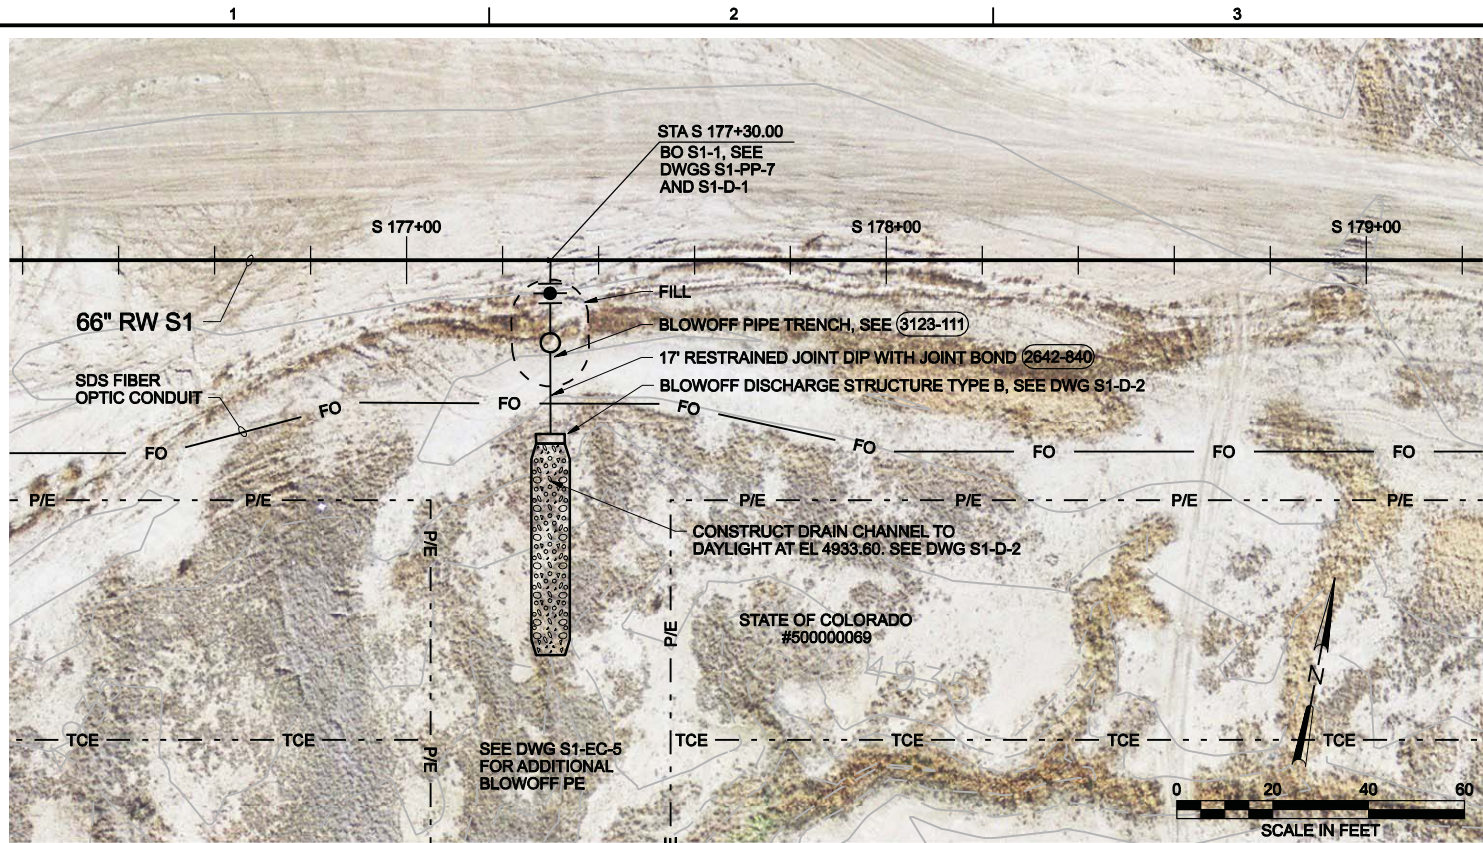 1
2
3
STA S 177+30.00
BO S1-1, SEE
DWGS S1-PP-7
AND S1-D-1
S 177+00
S 178+00
S 179+00
66" RW S1
FILL
BLOWOFF PIPE TRENCH, SEE 3123-111
17' RESTRAINED JOINT DIP WITH JOINT BOND 2642-840
BLOWOFF DISCHARGE STRUCTURE TYPE B, SEE DWG S1-D-2
SDS FIBER
OPTIC CONDUIT
FO
FO
FO
FO
FO
FO
FO
FO
P/E
P/E
P/E
P/E
P/E
P/E
P/E
P/E
P/E
CONSTRUCT DRAIN CHANNEL TO
DAYLIGHT AT EL 4933.60. SEE DWG S1-D-2
STATE OF COLORADO
#500000069
N
TCE
TCE
TCE
TCE
TCE
TCE
SEE DWG S1-EC-5
FOR ADDITIONAL
BLOWOFF PE
0
20
40
60
SCALE IN FEET